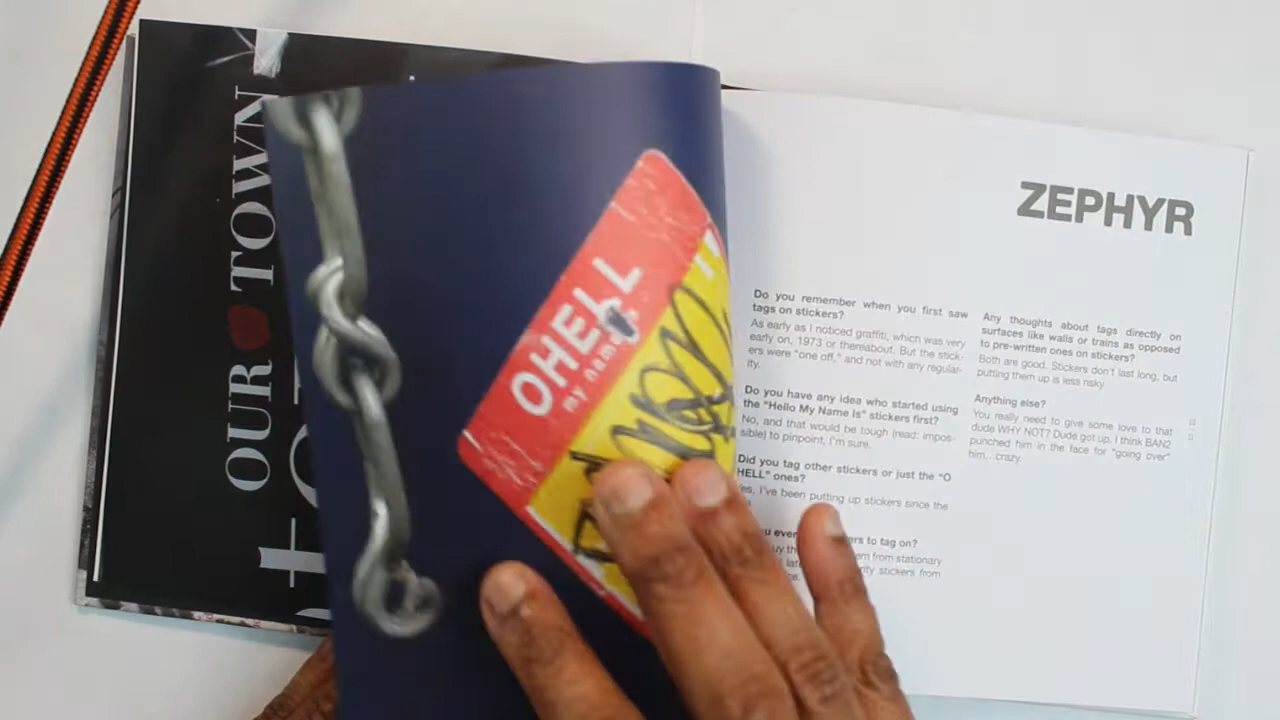 OUR TOWN
OHELL
my name
ZEPHYR
Do you remember when you first saw
tags on stickers?
As early as I noticed graffiti, which was very
early on, 1973 or thereabout. But the stick-
ers were “one off,” and not with any regular-
ity.
Do you have any idea who started using
the “Hello My Name Is” stickers first?
No, and that would be tough (read: impos-
sible) to pinpoint, I'm sure.
Did you tag other stickers or just the “O
HELL” ones?
Yes, I've been putting up stickers since the
to tag on?
from stationary
stickers from
Any thoughts about tags directly on
surfaces like walls or trains as opposed
to pre-written ones on stickers?
Both are good. Stickers don't last long, but
putting them up is less risky.
Anything else?
You really need to give some love to that
dude WHY NOT? Dude got up. I think BAN2
punched him in the face for “going over”
him...crazy.